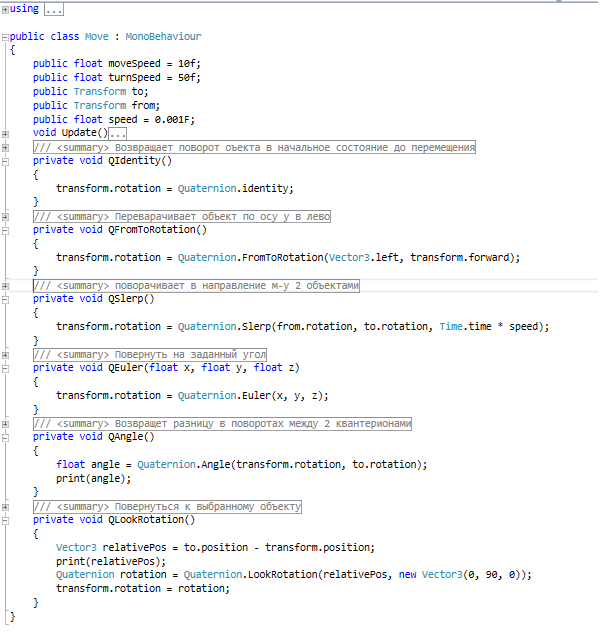 using ...
public class Move : MonoBehaviour
{
public float moveSpeed = 10f;
public float turnSpeed = 50f;
public Transform to;
public Transform from;
public float speed = 0.001F;
void Update()...
/// <summary> Возвращает поворот оъекта в начальное состояние до перемещения
private void QIdentity()
{
transform.rotation = Quaternion.identity;
}
/// <summary> Переварачивает объект по осу y в лево
private void QFromToRotation()
{
transform.rotation = Quaternion.FromToRotation(Vector3.left, transform.forward);
}
/// <summary> поворачивает в направление м-у 2 объектами
private void QSlerp()
{
transform.rotation = Quaternion.Slerp(from.rotation, to.rotation, Time.time * speed);
}
/// <summary> Повернуть на заданный угол
private void QEuler(float x, float y, float z)
{
transform.rotation = Quaternion.Euler(x, y, z);
}
/// <summary> Возвращет разницу в поворотах между 2 квантерионами
private void QAngle()
{
float angle = Quaternion.Angle(transform.rotation, to.rotation);
print(angle);
}
/// <summary> Повернуться к выбранному объекту
private void QLookRotation()
{
Vector3 relativePos = to.position - transform.position;
print(relativePos);
Quaternion rotation = Quaternion.LookRotation(relativePos, new Vector3(0, 90, 0));
transform.rotation = rotation;
}
}